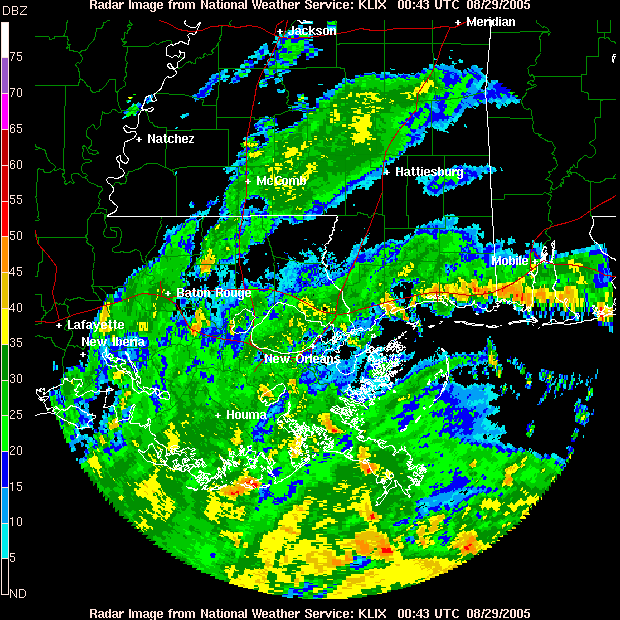 DBZ
Radar Image from National Weather Service: KLIX 00:43 UTC 08/29/2005
Meridian
Jackson
75
70
65
Natchez
60
Hattiesburg
McComb
55
50
Mobile
45
Baton Rouge
40
Lafayette
New Iberia
35
New Orleans
30
Houma
25
20
15
10
5
ND
Radar Image from National Weather Service: KLIX 00:43 UTC 08/29/2005